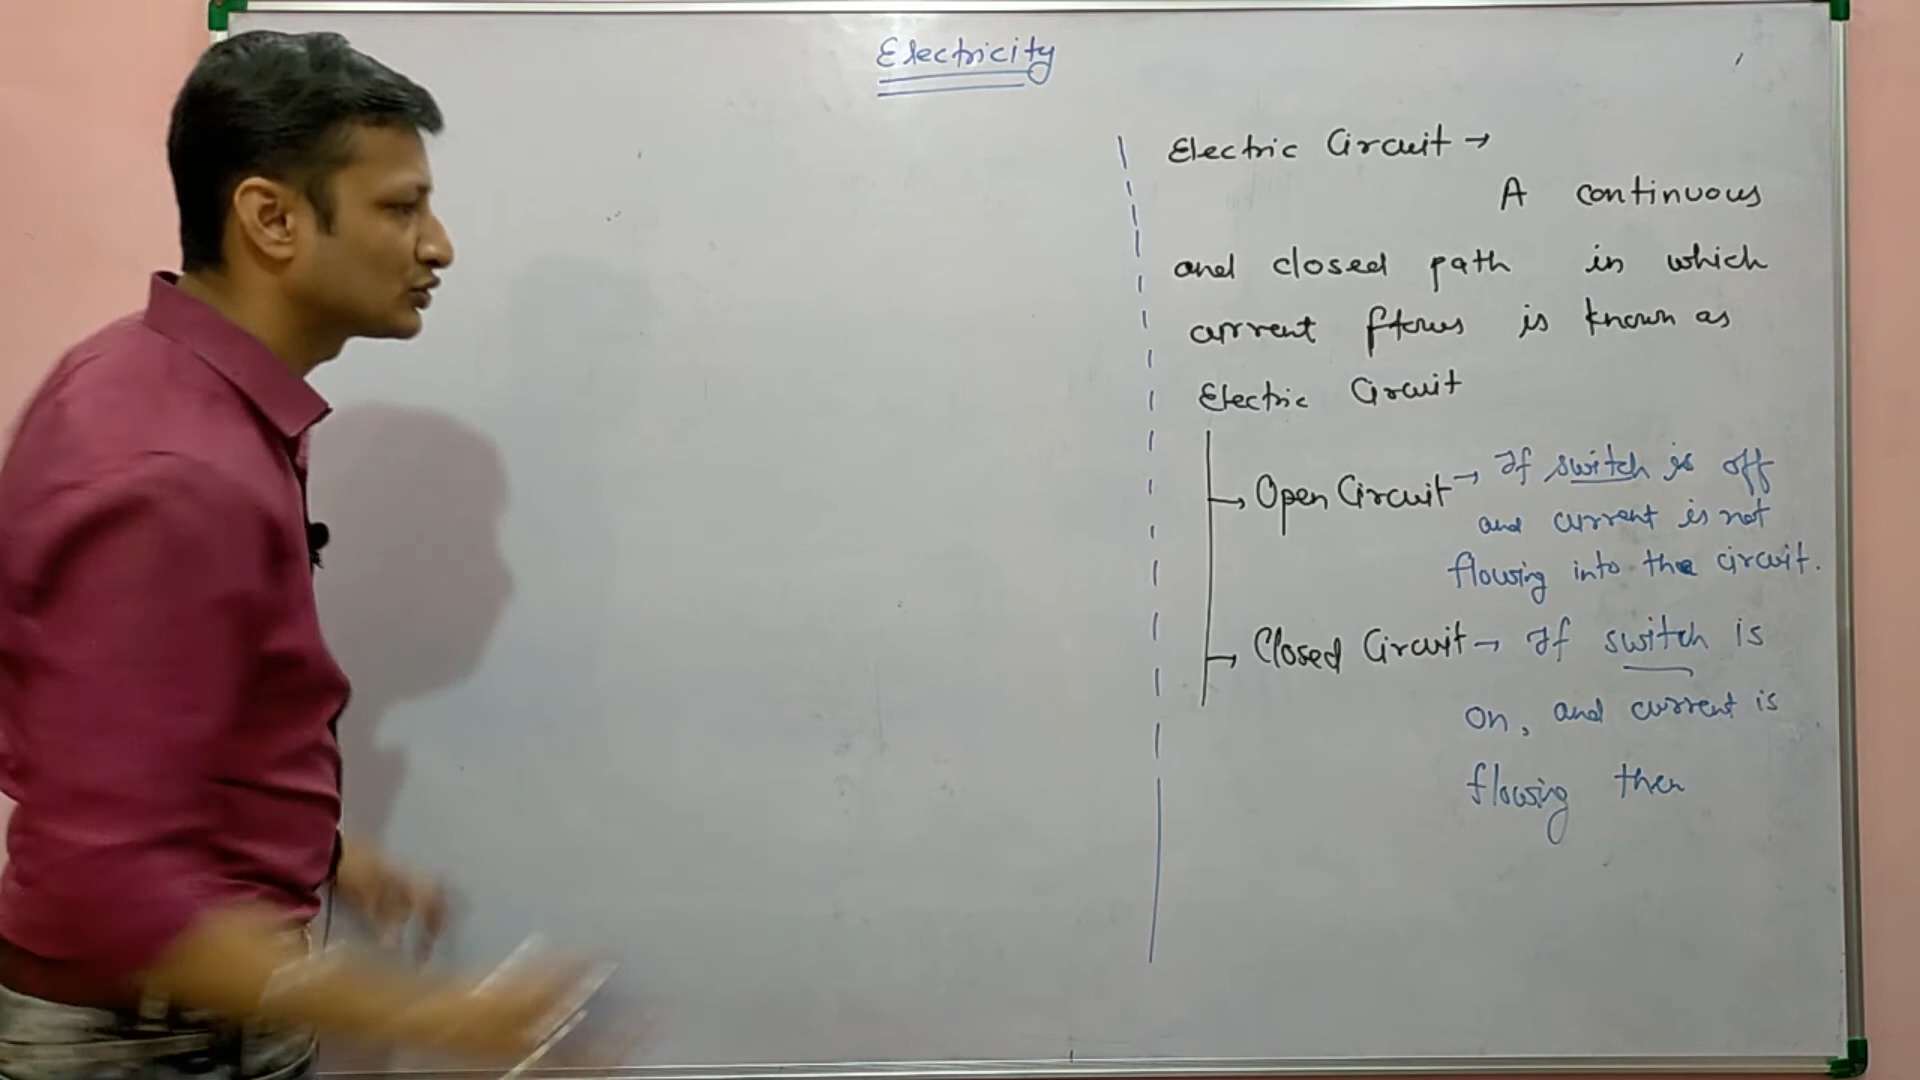 Electricity
Electric Circuit →
A continuous
and closed path in which
current flows is known as
Electric Circuit
→ Open Circuit → If switch is off
and current is not
flowing into the circuit.
→ Closed Circuit → If switch is
on, and current is
flowing then